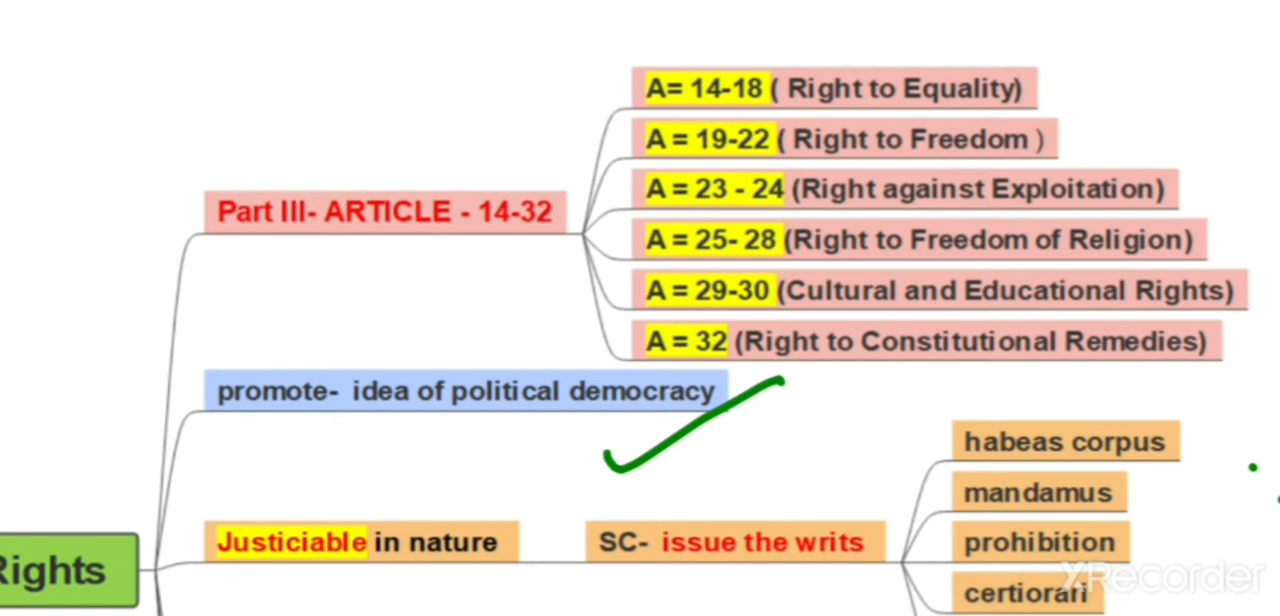 A= 14-18 ( Right to Equality)
A = 19-22 ( Right to Freedom )
A = 23 - 24 (Right against Exploitation)
Part III- ARTICLE - 14-32
A = 25- 28 (Right to Freedom of Religion)
A = 29-30 (Cultural and Educational Rights)
A = 32 (Right to Constitutional Remedies)
promote- idea of political democracy
habeas corpus
mandamus
Justiciable in nature
SC- issue the writs
prohibition
Rights
certiorari
XRecorder